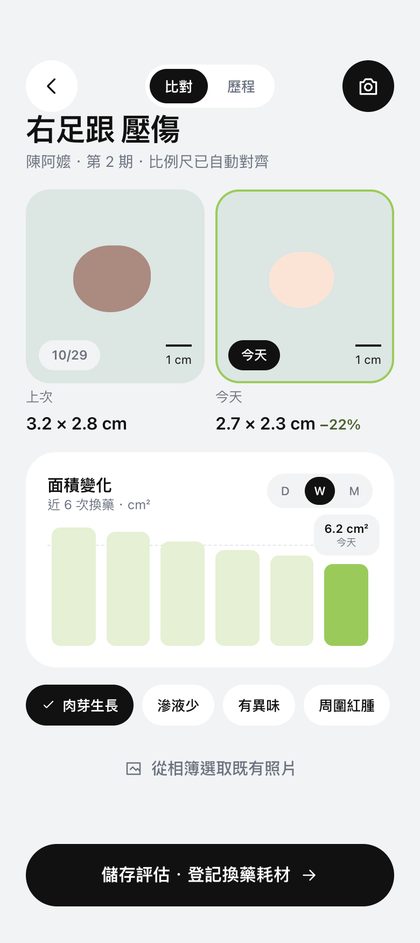 比對
歷程
右足跟 壓傷
陳阿嬤 · 第 2 期 · 比例尺已自動對齊
10/29
1 cm
今天
1 cm
上次
今天
3.2 × 2.8 cm
2.7 × 2.3 cm −22%
面積變化
近 6 次換藥 · cm²
D
W
M
6.2 cm²
今天
肉芽生長
滲液少
有異味
周圍紅腫
從相簿選取既有照片
儲存評估 · 登記換藥耗材 →